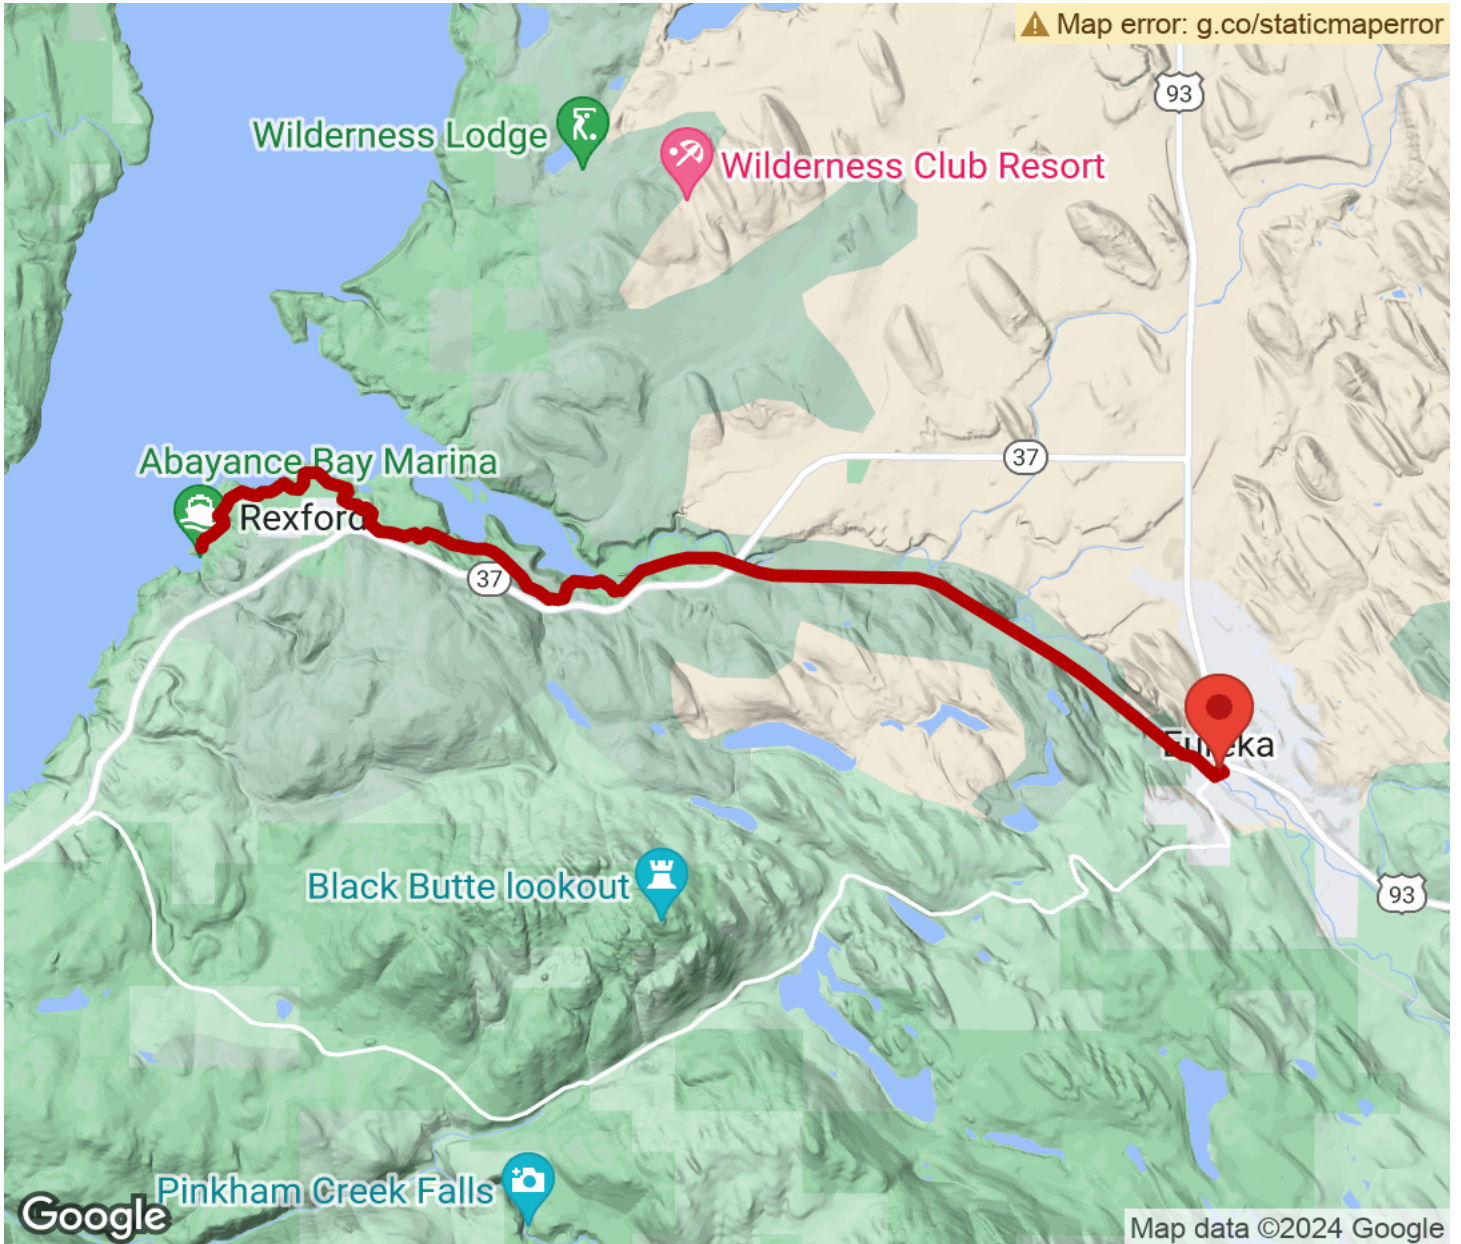 Map error: g.co/staticmaperror
93
Wilderness Lodge
Wilderness Club Resort
37
Abayance Bay Marina
Rexford
37
Eureka
Black Butte lookout
93
Pinkham Creek Falls
Google
Map data ©2024 Google